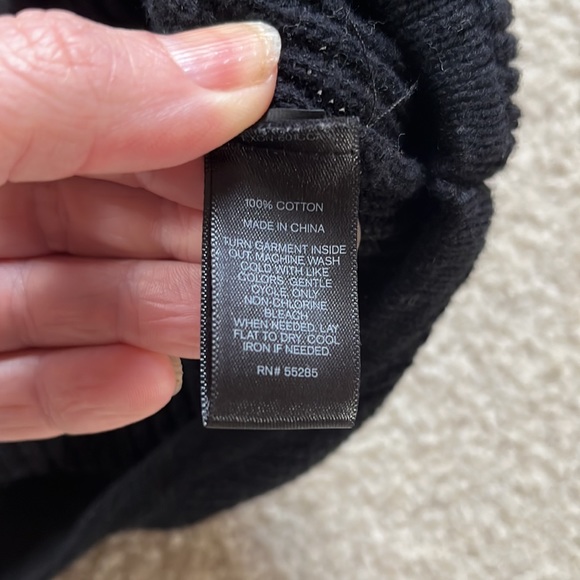 100% COTTON
MADE IN CHINA
TURN GARMENT INSIDE
OUT. MACHINE WASH
COLD WITH LIKE
COLORS, GENTLE
CYCLE. ONLY
NON-CHLORINE
BLEACH
WHEN NEEDED. LAY
FLAT TO DRY. COOL
IRON IF NEEDED.
RN# 55285